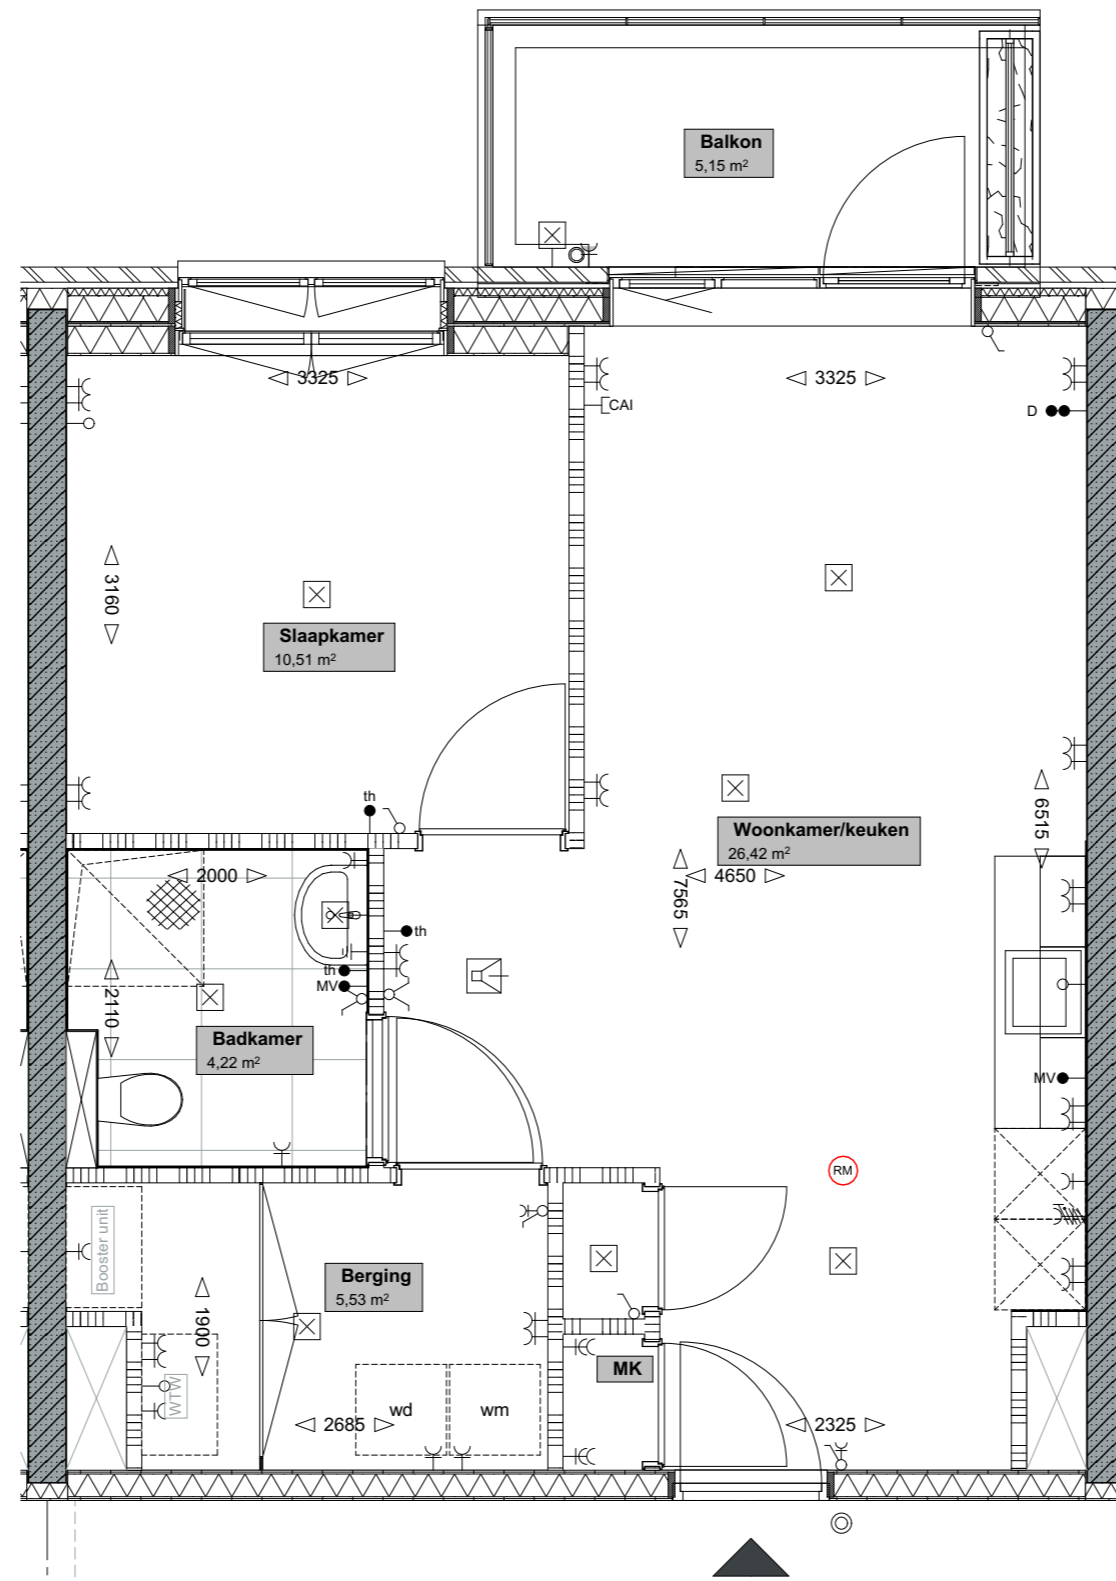 Balkon
5,15 m²
3325
3325
CAI
D
3160
Slaapkamer
10,51 m²
th
Woonkamer/keuken
26,42 m²
6515
2000
7565
4650
th
th
MV
2110
Badkamer
4,22 m²
MV
RM
Booster unit
Berging
5,53 m²
1900
MK
WTW
wd
wm
2685
2325